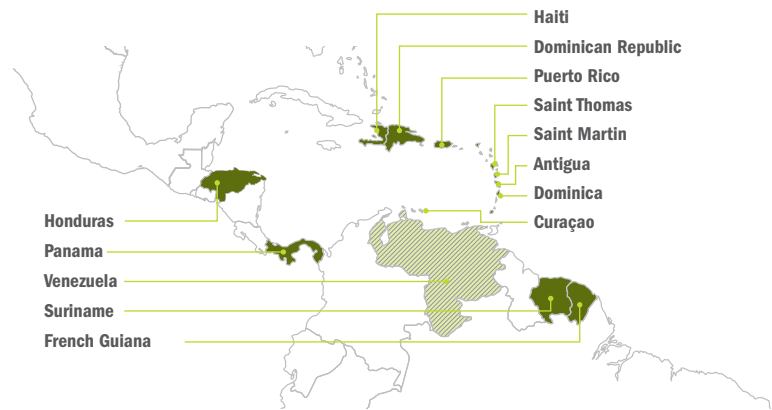 Haiti
Dominican Republic
Puerto Rico
Saint Thomas
Saint Martin
Antigua
Dominica
Curaçao
Honduras
Panama
Venezuela
Suriname
French Guiana